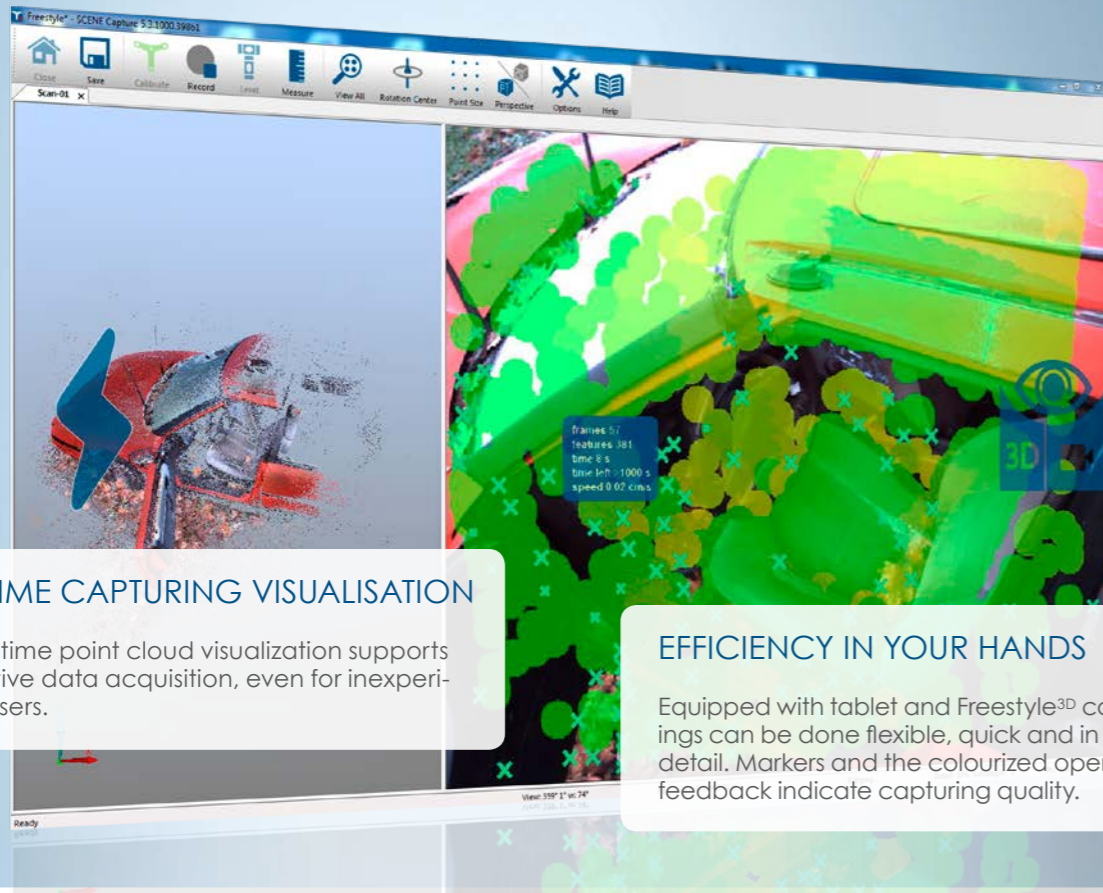 Freestyle³ - SCENE Capture 5.3.1000.39861
Close Save Calibrate Record Level Measure View All Rotation Center Point Size Perspective Options Help
Scan-01 x
frames 57
features 381
time 8 s
time left >1000 s
speed 0.02 cm/s
3D
IME CAPTURING VISUALISATION
time point cloud visualization supports
ive data acquisition, even for inexperi-
sers.
EFFICIENCY IN YOUR HANDS
Equipped with tablet and Freestyle³ᴰ ca
ings can be done flexible, quick and in
detail. Markers and the colourized oper
feedback indicate capturing quality.
Ready